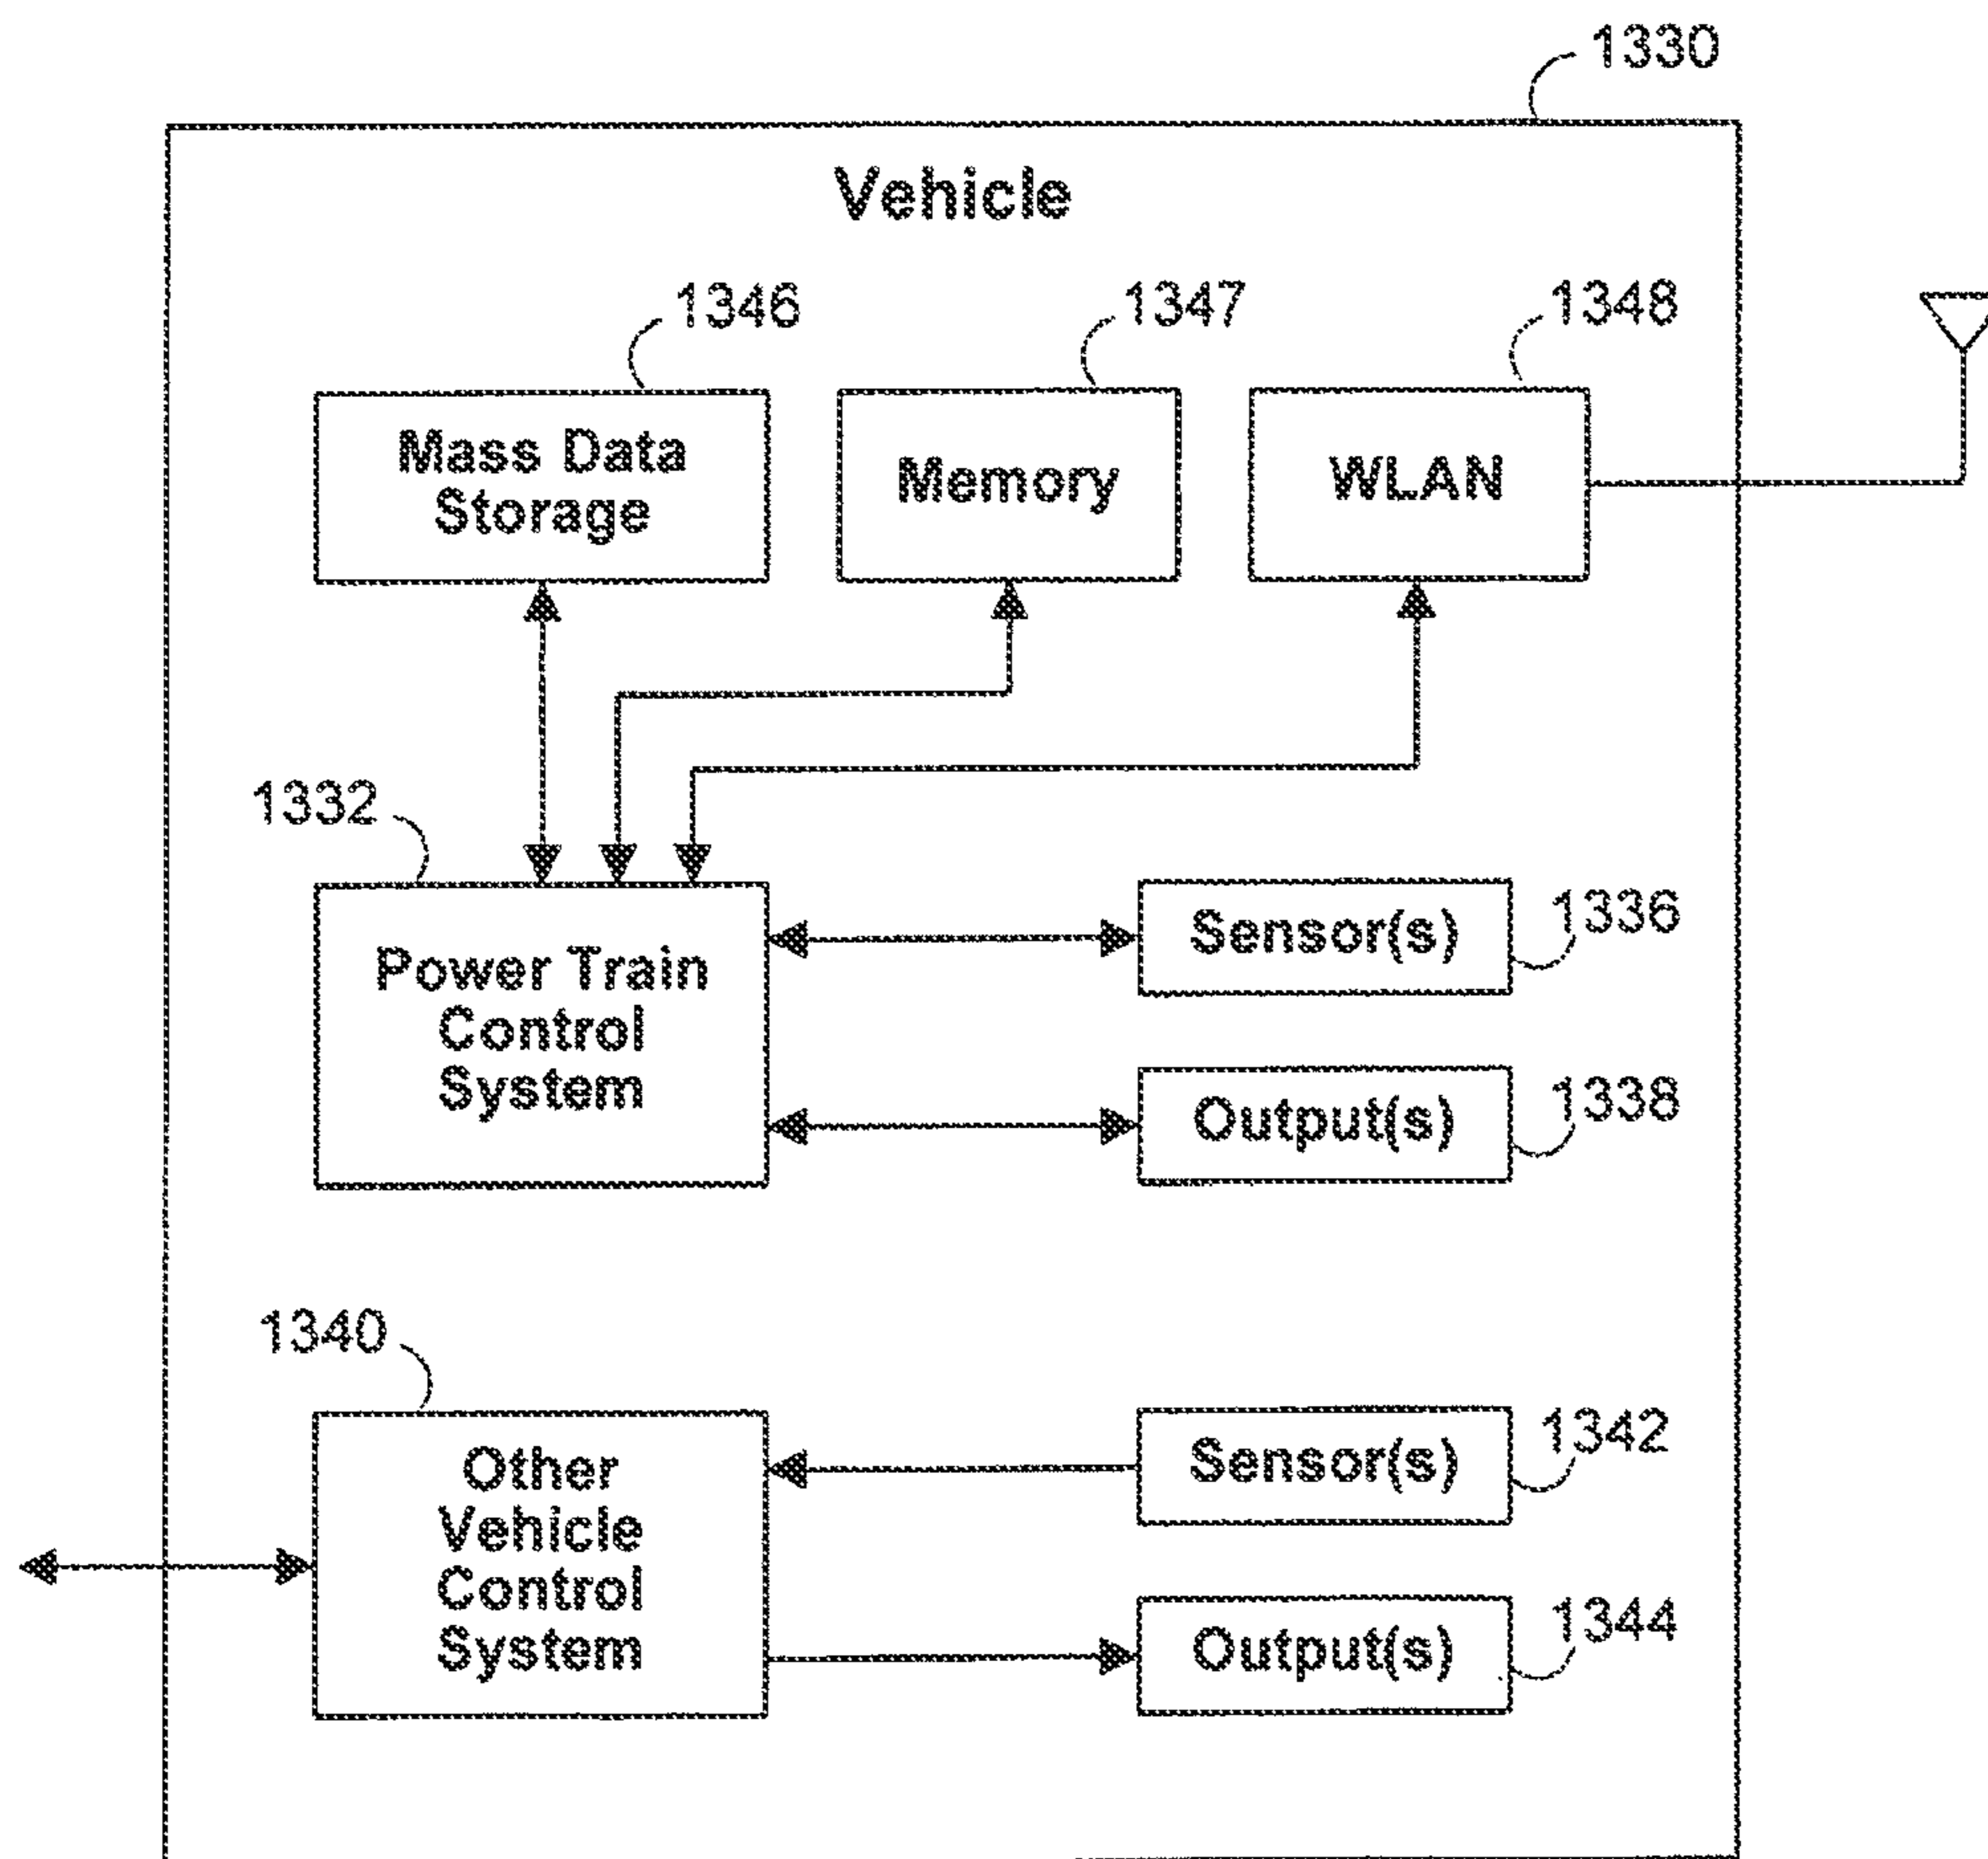 1330
Vehicle
1346
1347
1348
Mass Data
Storage
Memory
WLAN
1332
Power Train
Control
System
Sensor(s)
1336
Output(s)
1338
1340
Other
Vehicle
Control
System
Sensor(s)
1342
Output(s)
1344